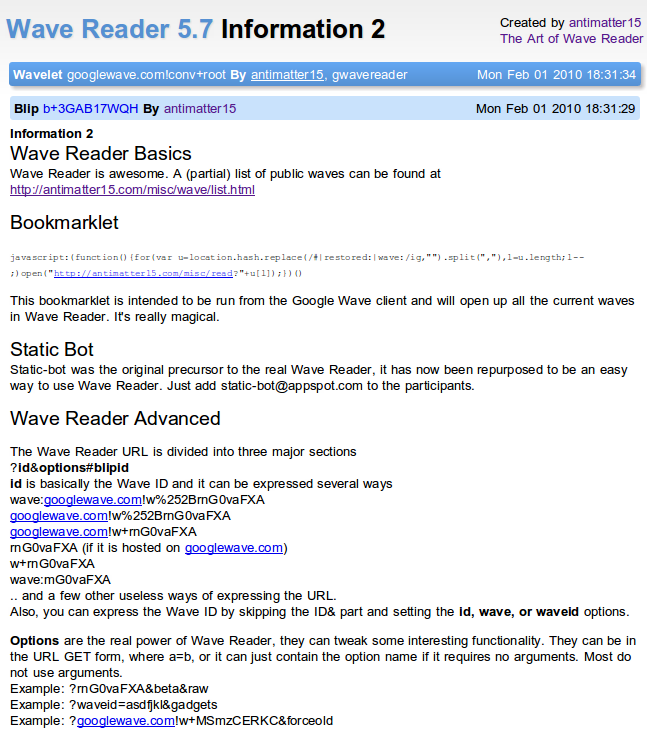 Wave Reader 5.7 Information 2
Created by antimatter15
The Art of Wave Reader
Wavelet googlewave.com!conv+root By antimatter15, gwavereader Mon Feb 01 2010 18:31:34
Blip b+3GAB17WQH By antimatter15 Mon Feb 01 2010 18:31:29
Information 2
Wave Reader Basics
Wave Reader is awesome. A (partial) list of public waves can be found at
http://antimatter15.com/misc/wave/list.html
Bookmarklet
javascript:(function(){for(var u=location.hash.replace(/#|restored:|wave:/ig,"").split(","),l=u.length;l--
;)open("http://antimatter15.com/misc/read?"+u[l]);})()
This bookmarklet is intended to be run from the Google Wave client and will open up all the current waves
in Wave Reader. It's really magical.
Static Bot
Static-bot was the original precursor to the real Wave Reader, it has now been repurposed to be an easy
way to use Wave Reader. Just add static-bot@appspot.com to the participants.
Wave Reader Advanced
The Wave Reader URL is divided into three major sections
?id&options#blipid
id is basically the Wave ID and it can be expressed several ways
wave:googlewave.com!w%252BrnG0vaFXA
googlewave.com!w%252BrnG0vaFXA
googlewave.com!w+rnG0vaFXA
rnG0vaFXA (if it is hosted on googlewave.com)
w+rnG0vaFXA
wave:rnG0vaFXA
.. and a few other useless ways of expressing the URL.
Also, you can express the Wave ID by skipping the ID& part and setting the id, wave, or waveid options.
Options are the real power of Wave Reader, they can tweak some interesting functionality. They can be in
the URL GET form, where a=b, or it can just contain the option name if it requires no arguments. Most do
not use arguments.
Example: ?rnG0vaFXA&beta&raw
Example: ?waveid=asdfjkl&gadgets
Example: ?googlewave.com!w+MSmzCERKC&forceold